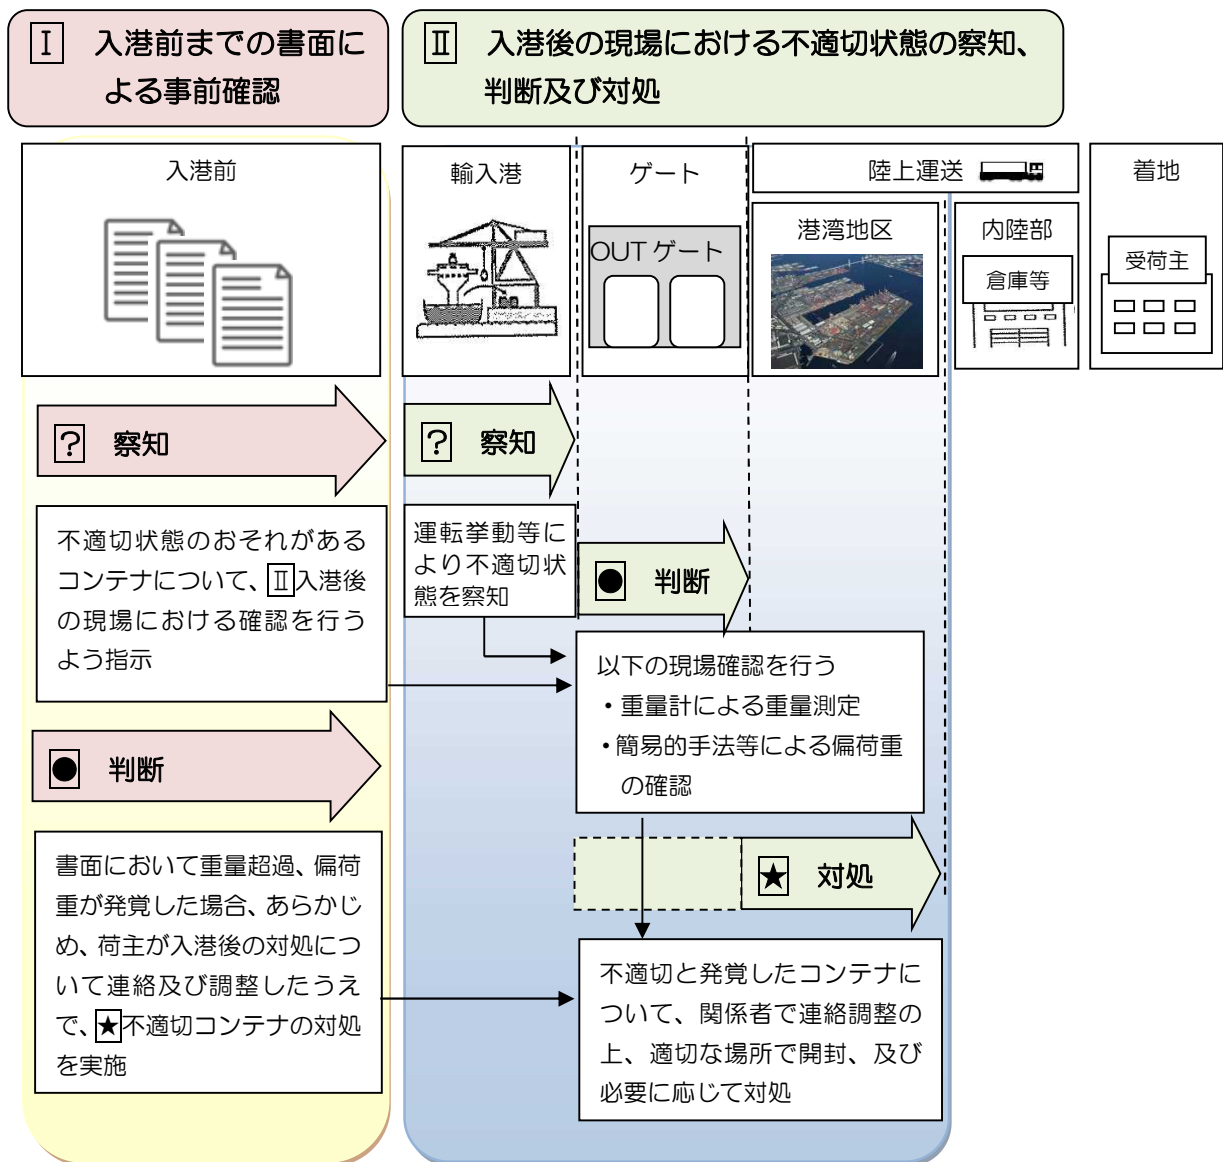 Ⅰ 入港前までの書面に
よる事前確認
Ⅱ 入港後の現場における不適切状態の察知、
判断及び対処
入港前
輸入港
ゲート
OUT ゲート
陸上運送
港湾地区
内陸部
倉庫等
着地
受荷主
? 察知
不適切状態のおそれがある
コンテナについて、Ⅱ入港後
の現場における確認を行う
よう指示
● 判断
書面において重量超過、偏荷
重が発覚した場合、あらかじ
め、荷主が入港後の対処につ
いて連絡及び調整したうえ
で、★不適切コンテナの対処
を実施
? 察知
運転挙動等に
より不適切状
態を察知
● 判断
以下の現場確認を行う
・重量計による重量測定
・簡易的手法等による偏荷重
の確認
★ 対処
不適切と発覚したコンテナに
ついて、関係者で連絡調整の
上、適切な場所で開封、及び
必要に応じて対処